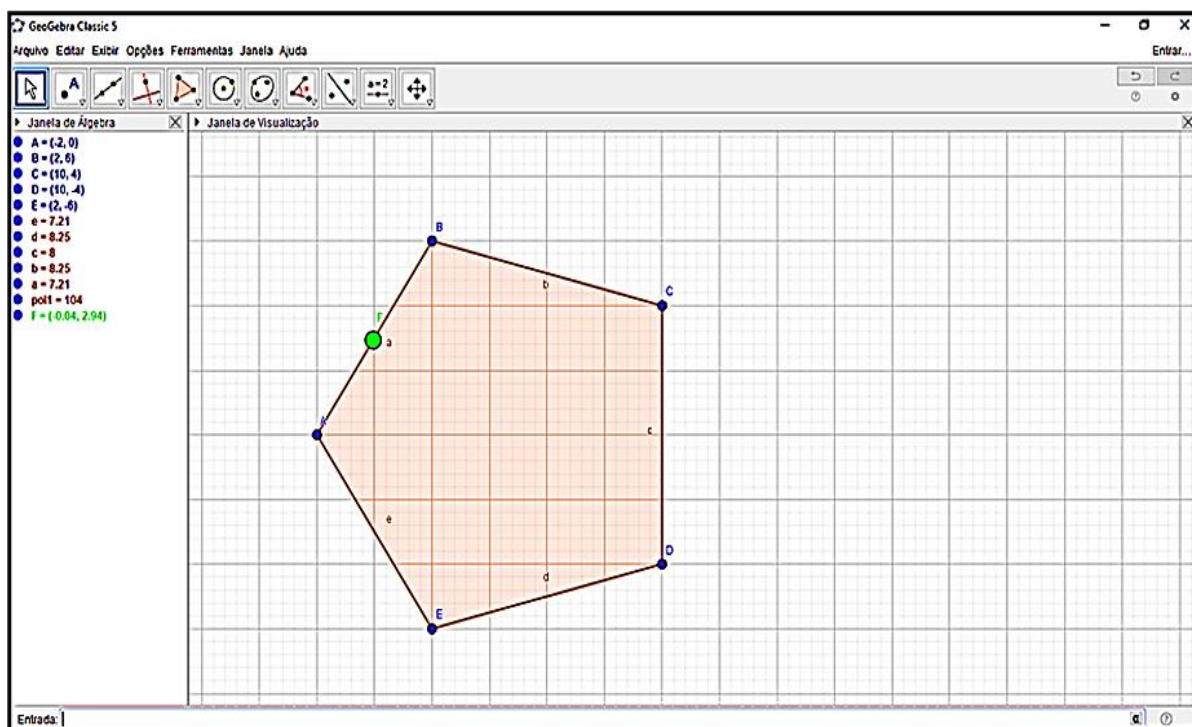 GeoGebra Classic 5
Arquivo Editar Exibir Opções Ferramentas Janela Ajuda
Entrar...
A
a=2
Janela de Álgebra
Janela de Visualização
A = (-2, 0)
B = (2, 6)
C = (10, 4)
D = (10, -4)
E = (2, -6)
e = 7.21
d = 8.25
c = 8
b = 8.25
a = 7.21
pol1 = 104
F = (-0.04, 2.94)
B
b
C
F
a
A
c
e
D
d
E
Entrada:
α